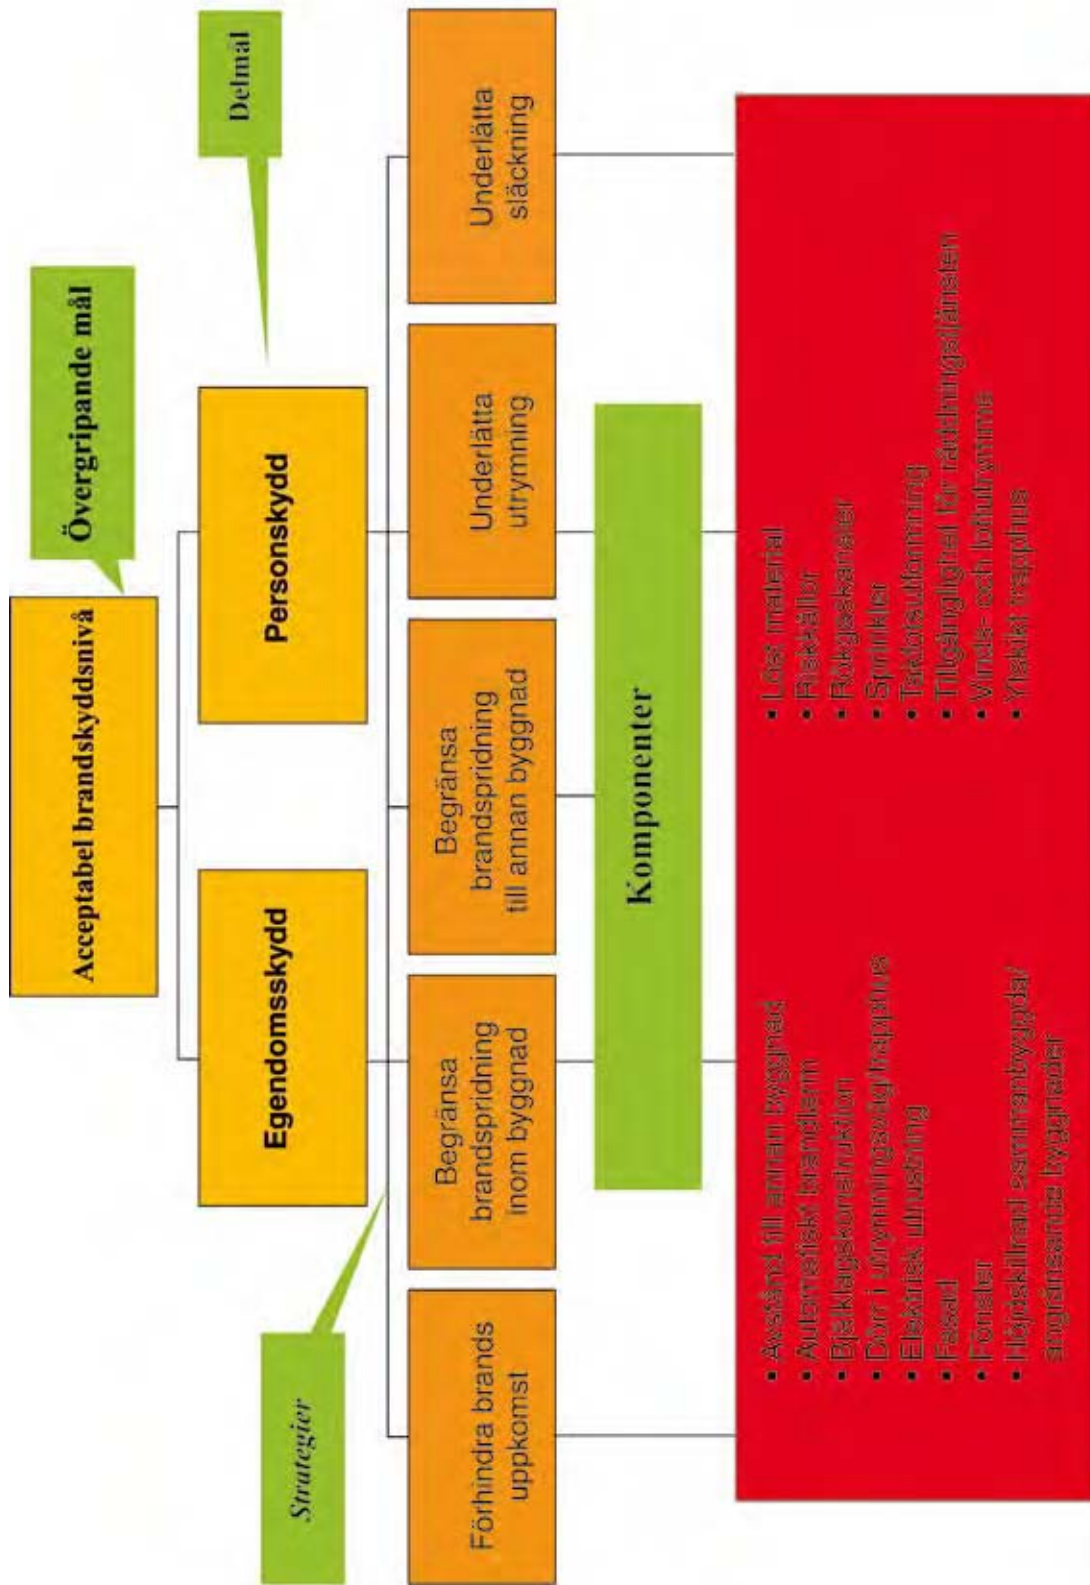 Övergripande mål
Acceptabel brandskyddsnivå
Delmål
Egendomsskydd
Personskydd
Strategier
Förhindra brands
uppkomst
Begränsa
brandspridning
inom byggnad
Begränsa
brandspridning
till annan byggnad
Underlätta
utrymning
Underlätta
släckning
Komponenter
• Avstånd till annan byggnad
• Automatiskt brandlarm
• Bjälklagskonstruktion
• Dörr i utrymningsväg/trapphus
• Elektrisk utrustning
• Fasad
• Fönster
• Höjdskillnad sammanbyggda/
angränsande byggnader
• Löst material
• Riskkällor
• Rökgaskanaler
• Sprinkler
• Takfotsutformning
• Tillgänglighet för räddningstjänsten
• Vinds- och loftutrymme
• Ytskikt trapphus